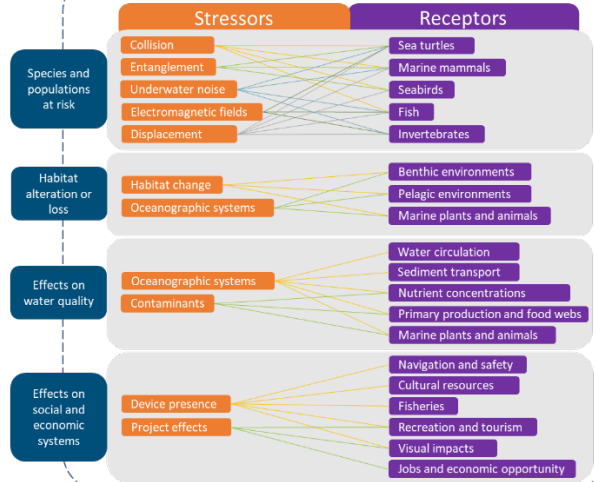 Stressors
Receptors
Species and
populations
at risk
Collision
Entanglement
Underwater noise
Electromagnetic fields
Displacement
Sea turtles
Marine mammals
Seabirds
Fish
Invertebrates
Habitat
alteration or
loss
Habitat change
Oceanographic systems
Benthic environments
Pelagic environments
Marine plants and animals
Effects on
water quality
Oceanographic systems
Contaminants
Water circulation
Sediment transport
Nutrient concentrations
Primary production and food webs
Marine plants and animals
Effects on
social and
economic
systems
Device presence
Project effects
Navigation and safety
Cultural resources
Fisheries
Recreation and tourism
Visual impacts
Jobs and economic opportunity